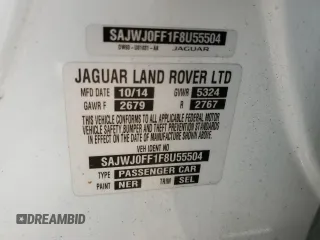 SAJWJ0FF1F8U55504
JAGUAR
JAGUAR LAND ROVER LTD
MFD DATE 10/14 GVWR 5324
GAWR F 2679 R 2767
THIS VEHICLE CONFORMS TO ALL APPLICABLE FEDERAL MOTOR
VEHICLE SAFETY BUMPER AND THEFT PREVENTION STANDARDS
IN EFFECT ON THE DATE OF MANUFACTURE SHOWN ABOVE.
VEH IDENT NO
SAJWJ0FF1F8U55504
TYPE PASSENGER CAR
PAINT NER TRIM SEL
DREAMBID